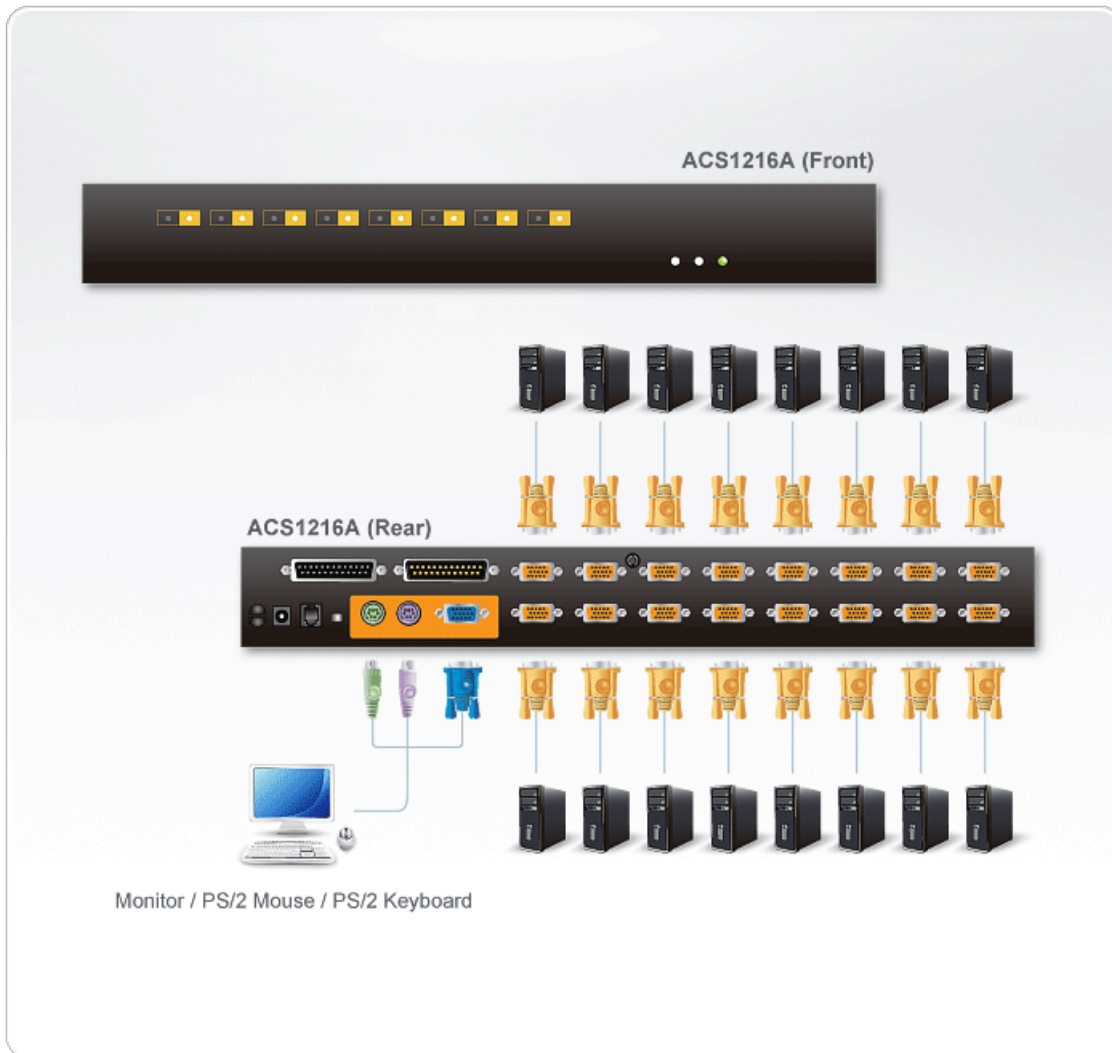 ACS1216A (Front)
ACS1216A (Rear)
Monitor / PS/2 Mouse / PS/2 Keyboard